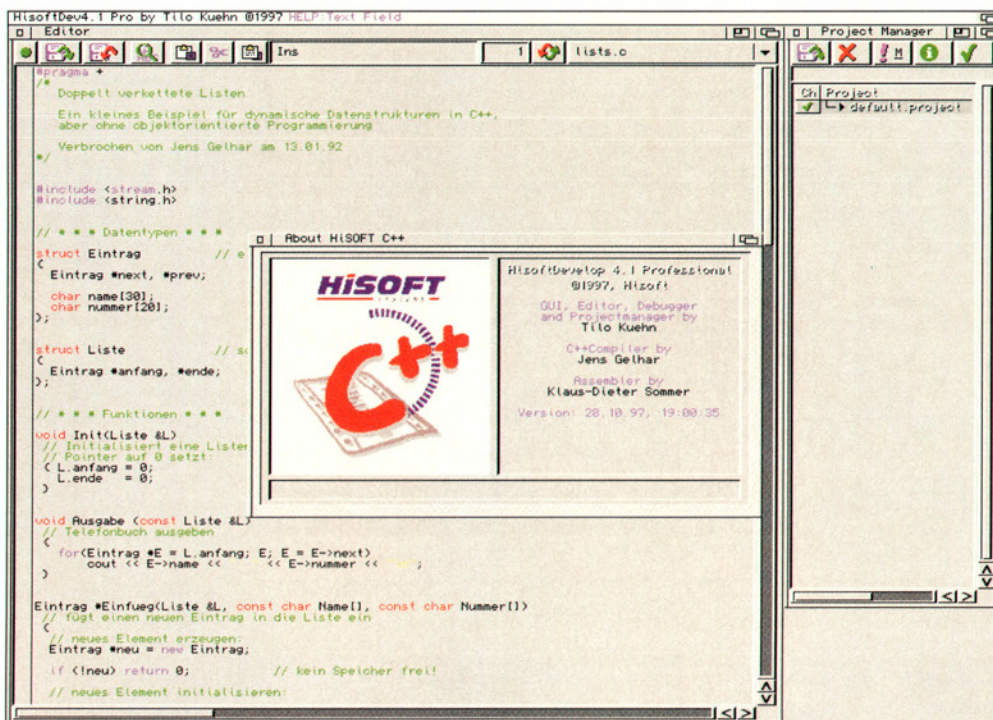 HisoftDev4.1 Pro by Tilo Kuehn @1997 HELP:Text Field
Editor
Ins
1
lists.c
#pragma +
/*
Doppelt verkettete Listen
Ein kleines Beispiel für dynamische Datenstrukturen in C++,
aber ohne objektorientierte Programmierung
Verbrochen von Jens Gelhar am 13.01.92
*/
#include <stream.h>
#include <string.h>
// * * * Datentypen * * *
struct Eintrag // e
{
Eintrag *next, *prev;
char name[30];
char nummer[20];
};
struct Liste // s
{
Eintrag *anfang, *ende;
};
// * * * Funktionen * * *
void Init(Liste &L)
// Initialisiert eine Listen
// Pointer auf 0 setzt:
{ L.anfang = 0;
L.ende = 0;
}
void Ausgabe (const Liste &L)
// Telefonbuch ausgeben
{
for(Eintrag *E = L.anfang; E; E = E->next)
cout << E->name << << E->nummer << ;
}
Eintrag *Einfueg(Liste &L, const char Name[], const char Nummer[])
// fügt einen neuen Eintrag in die Liste ein
{
// neues Element erzeugen:
Eintrag *neu = new Eintrag;
if (!neu) return 0; // kein Speicher frei!
// neues Element initialisieren:
About HiSOFT C++
HiSOFT
SYSTEMS
C++
HisoftDevelop 4.1 Professional
@1997, Hisoft
GUI, Editor, Debugger
and Projectmanager by
Tilo Kuehn
C++Compiler by
Jens Gelhar
Assembler by
Klaus-Dieter Sommer
Version: 28.10.97, 19:00:35
Project Manager
M
Ch Project
default.project